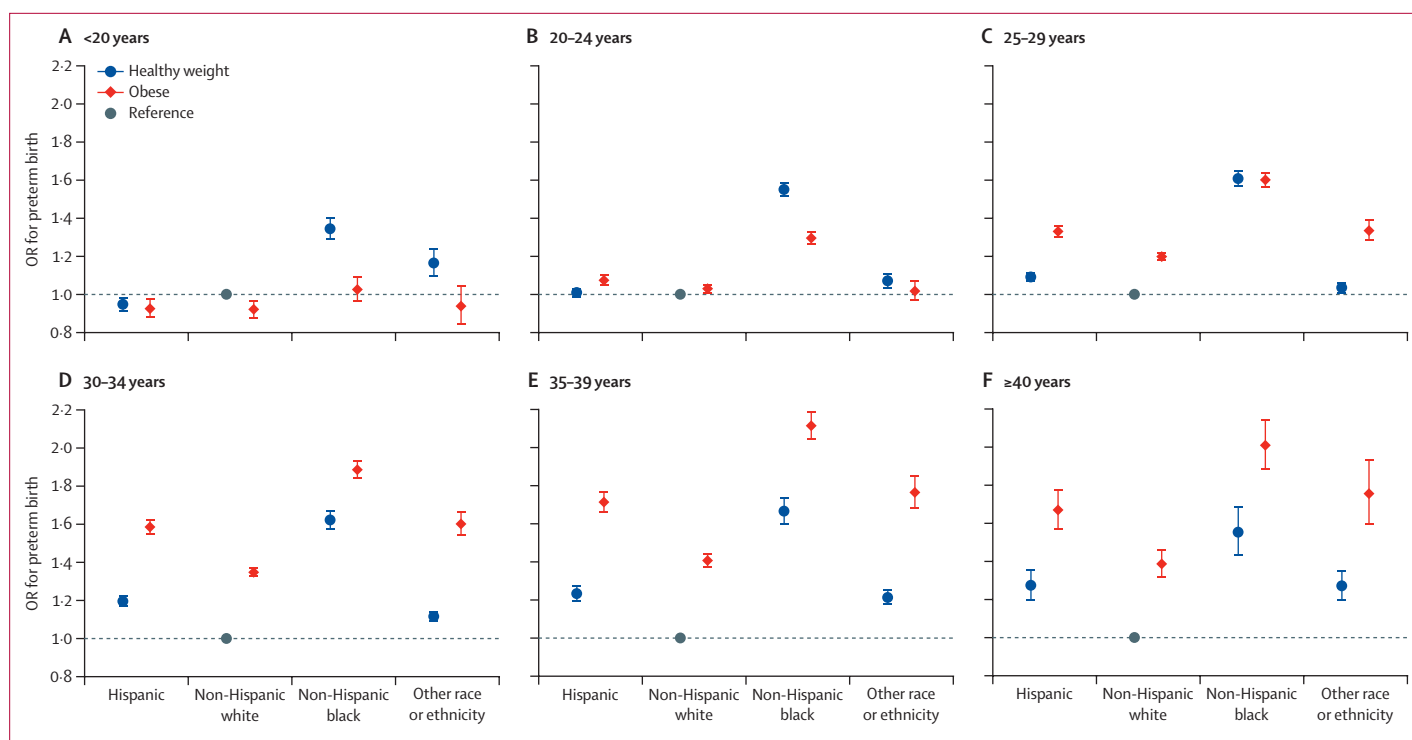 A <20 years
B 20–24 years
C 25–29 years
2·2
2·0
1·8
1·6
1·4
1·2
1·0
0·8
OR for preterm birth
Healthy weight
Obese
Reference
D 30–34 years
E 35–39 years
F ≥40 years
2·2
2·0
1·8
1·6
1·4
1·2
1·0
0·8
OR for preterm birth
Hispanic
Non-Hispanic
white
Non-Hispanic
black
Other race
or ethnicity
Hispanic
Non-Hispanic
white
Non-Hispanic
black
Other race
or ethnicity
Hispanic
Non-Hispanic
white
Non-Hispanic
black
Other race
or ethnicity